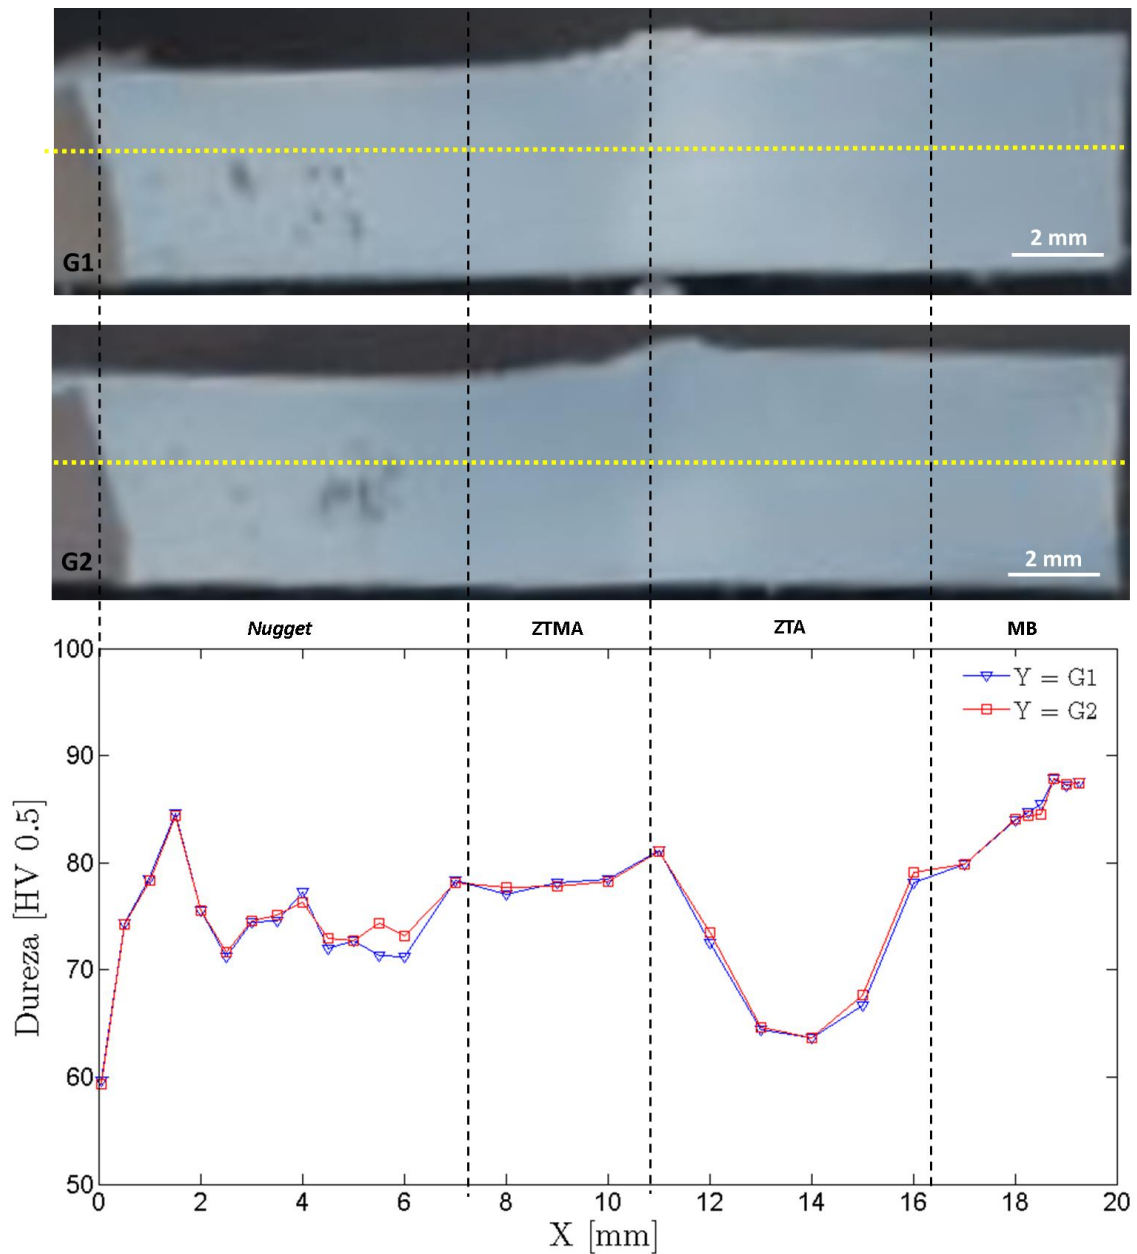 2 mm
G1
2 mm
G2
Nugget ZTMA ZTA MB
100
90
80
70
60
50
Dureza [HV 0.5]
Y = G1
Y = G2
0 2 4 6 8 10 12 14 16 18 20
X [mm]